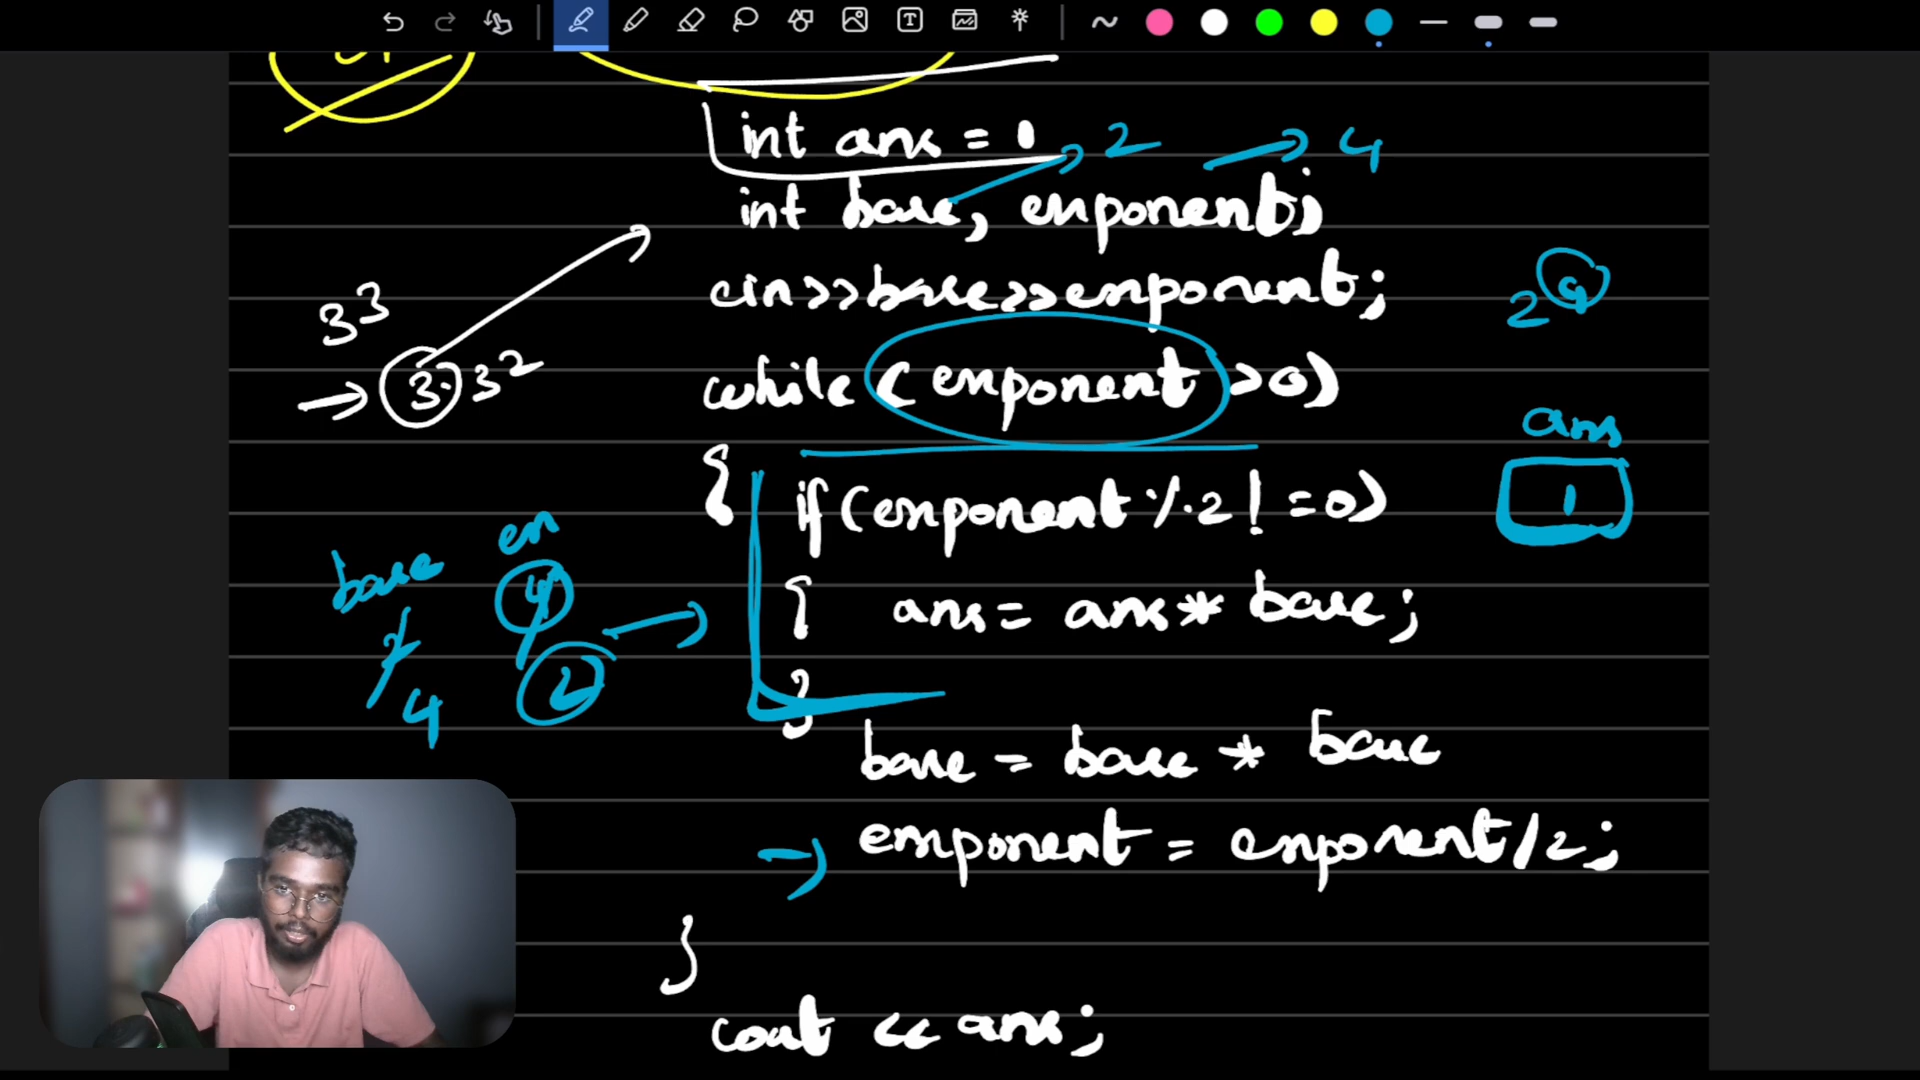 int ans = 1
2 → 4
int base, exponent;
cin>>base>>exponent;
3^3
2^4
→ 3·3^2
while (exponent >0)
ans
{ if (exponent % 2 != 0)
1
base ex
2 4
{ ans = ans * base;
4 2 →
}
base = base * base
→ exponent = exponent/2;
}
cout << ans;